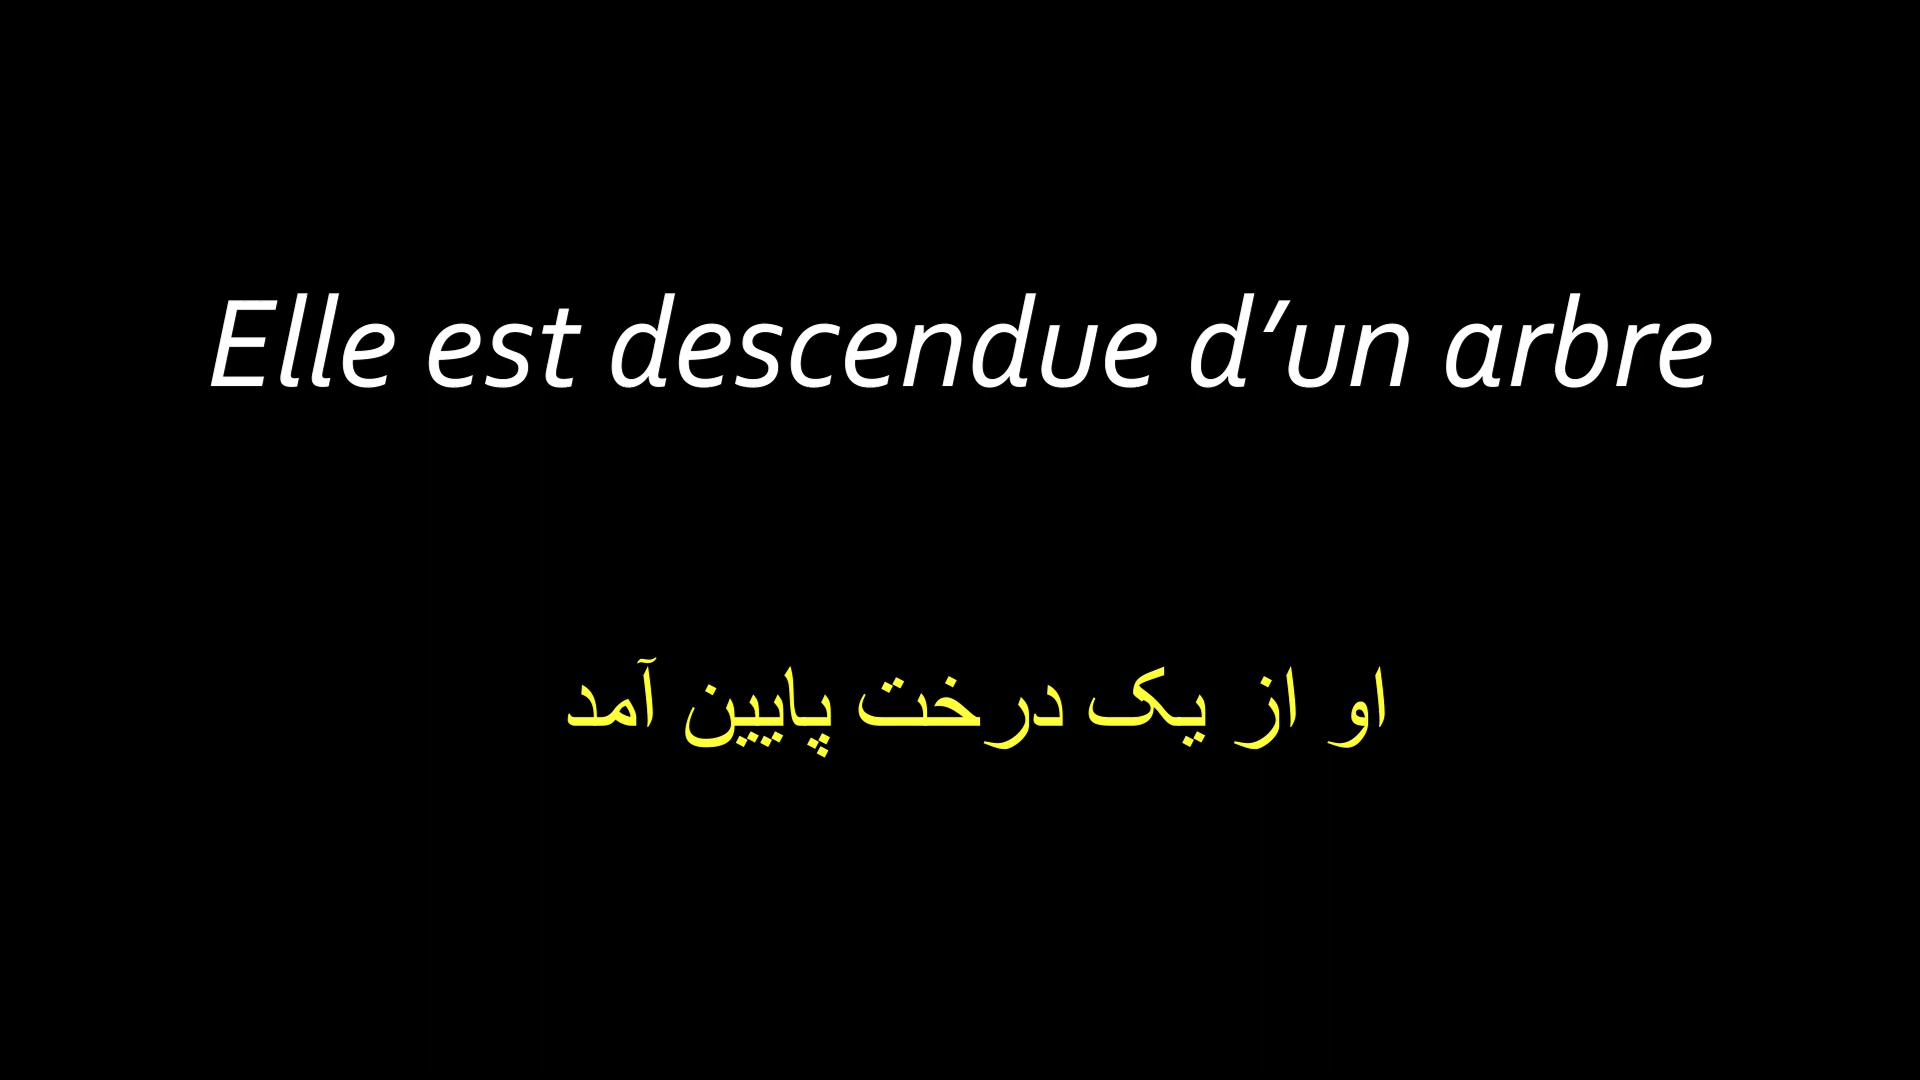 Elle est descendue d’un arbre
او از یک درخت پایین آمد